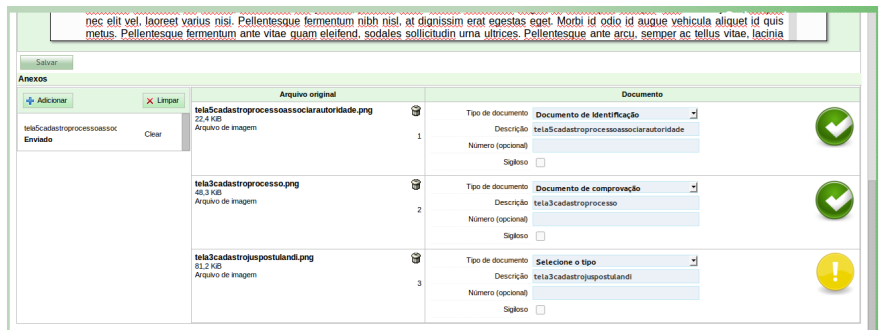 nec elit vel, laoreet varius nisi. Pellentesque fermentum nibh nisl, at dignissim erat egestas eget. Morbi id odio id augue vehicula aliquet id quis
metus. Pellentesque fermentum ante vitae quam eleifend, sodales sollicitudin urna ultrices. Pellentesque ante arcu, semper ac tellus vitae, lacinia
Salvar
Anexos
Adicionar
Limpar
tela5cadastroprocessoassoc
Enviado
Clear
Arquivo original
Documento
tela5cadastroprocessoassociarautoridade.png
22,4 KiB
Arquivo de imagem
1
Tipo de documento Documento de Identificação
Descrição tela5cadastroprocessoassociarautoridade
Número (opcional)
Sigiloso
tela3cadastroprocesso.png
48,3 KiB
Arquivo de imagem
2
Tipo de documento Documento de comprovação
Descrição tela3cadastroprocesso
Número (opcional)
Sigiloso
tela3cadastrojuspostulandi.png
81,2 KiB
Arquivo de imagem
3
Tipo de documento Selecione o tipo
Descrição tela3cadastrojuspostulandi
Número (opcional)
Sigiloso